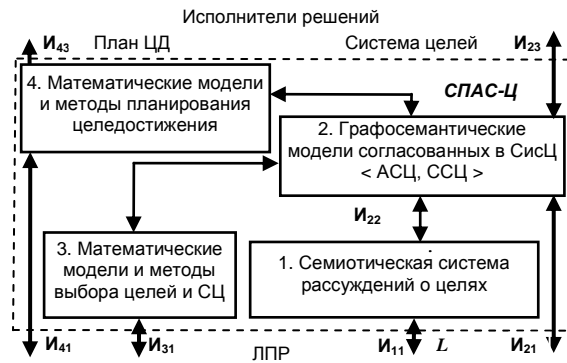 Исполнители решений
И43 План ЦД Система целей И23
4. Математические модели
и методы планирования
целедостижения
СПАС-Ц
2. Графосемантические
модели согласованных в СисЦ
< АСЦ, ССЦ >
И22
3. Математические
модели и методы
выбора целей и СЦ
1. Семиотическая система
рассуждений о целях
И41 И31 ЛПР И11 L И21